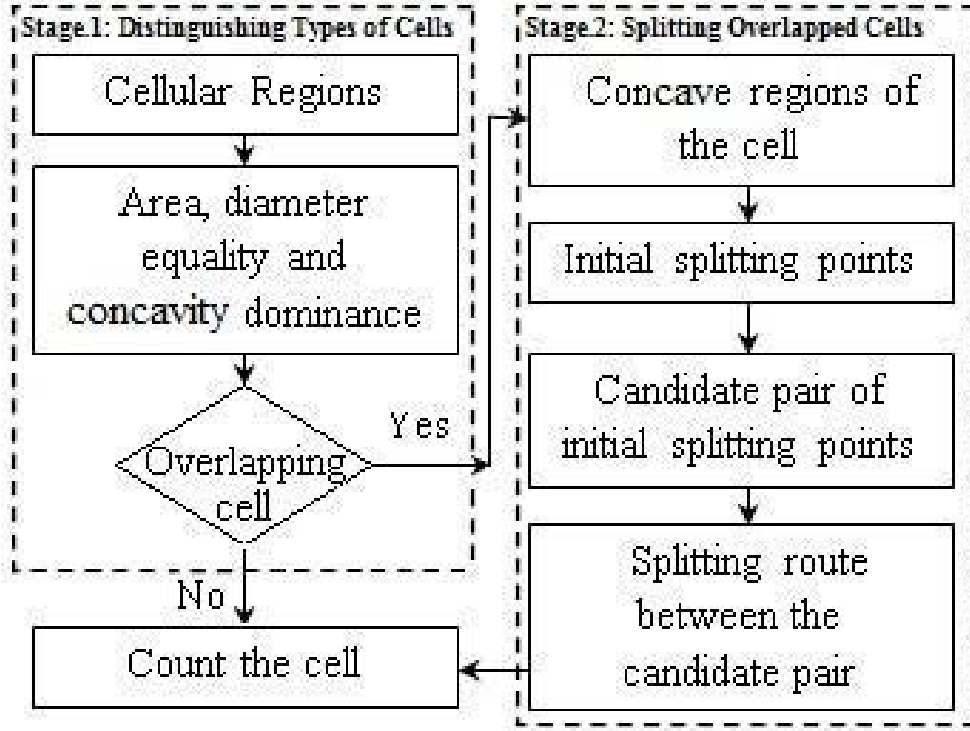 Stage.1: Distinguishing Types of Cells
Cellular Regions
Area, diameter
equality and
concavity dominance
Overlapping
cell
Yes
No
Count the cell
Stage.2: Splitting Overlapped Cells
Concave regions of
the cell
Initial splitting points
Candidate pair of
initial splitting points
Splitting route
between the
candidate pair